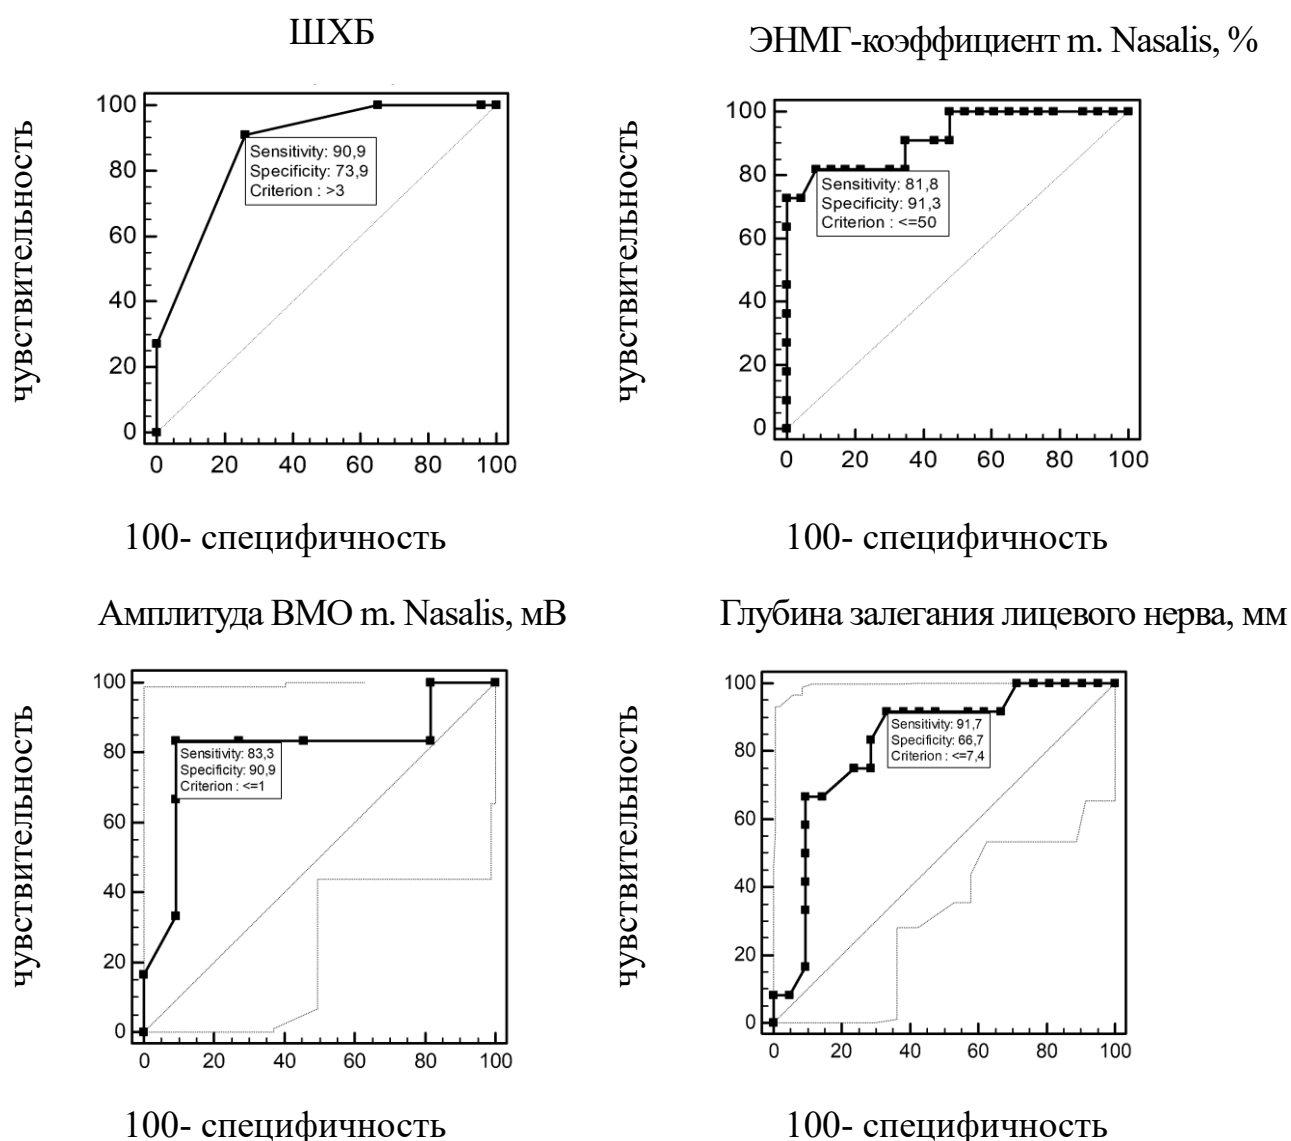 ШХБ
чувствительность
100
80
60
40
20
0
Sensitivity: 90,9
Specificity: 73,9
Criterion : >3
0 20 40 60 80 100
100- специфичность
ЭНМГ-коэффициент m. Nasalis, %
чувствительность
100
80
60
40
20
0
Sensitivity: 81,8
Specificity: 91,3
Criterion : <=50
0 20 40 60 80 100
100- специфичность
Амплитуда ВМО m. Nasalis, мВ
чувствительность
100
80
60
40
20
0
Sensitivity: 83,3
Specificity: 90,9
Criterion : <=1
0 20 40 60 80 100
100- специфичность
Глубина залегания лицевого нерва, мм
чувствительность
100
80
60
40
20
0
Sensitivity: 91,7
Specificity: 66,7
Criterion : <=7,4
0 20 40 60 80 100
100- специфичность